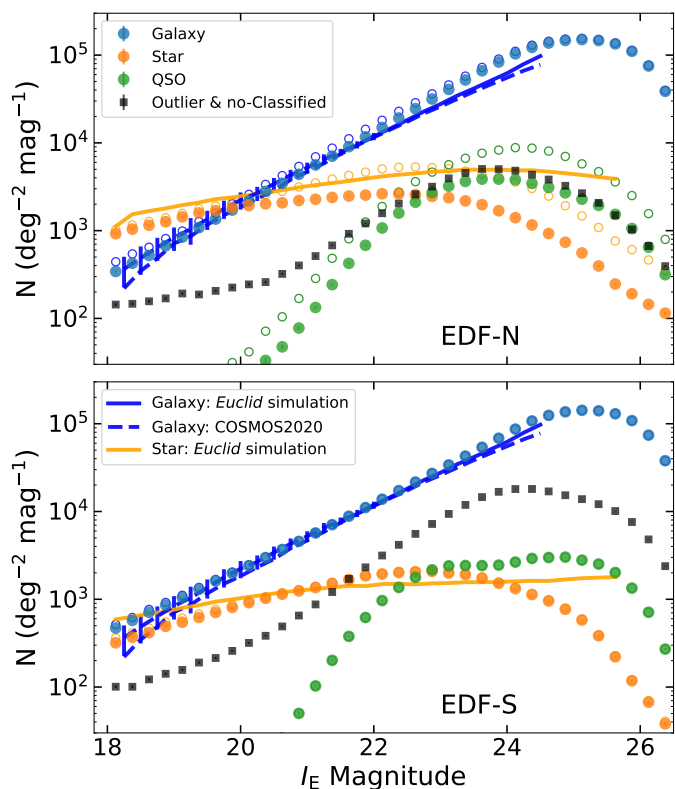 Galaxy
Star
QSO
Outlier & no-Classified
10⁵
10⁴
10³
10²
N (deg⁻² mag⁻¹)
EDF-N
Galaxy: Euclid simulation
Galaxy: COSMOS2020
Star: Euclid simulation
10⁵
10⁴
10³
10²
N (deg⁻² mag⁻¹)
EDF-S
18 20 22 24 26
I_E Magnitude